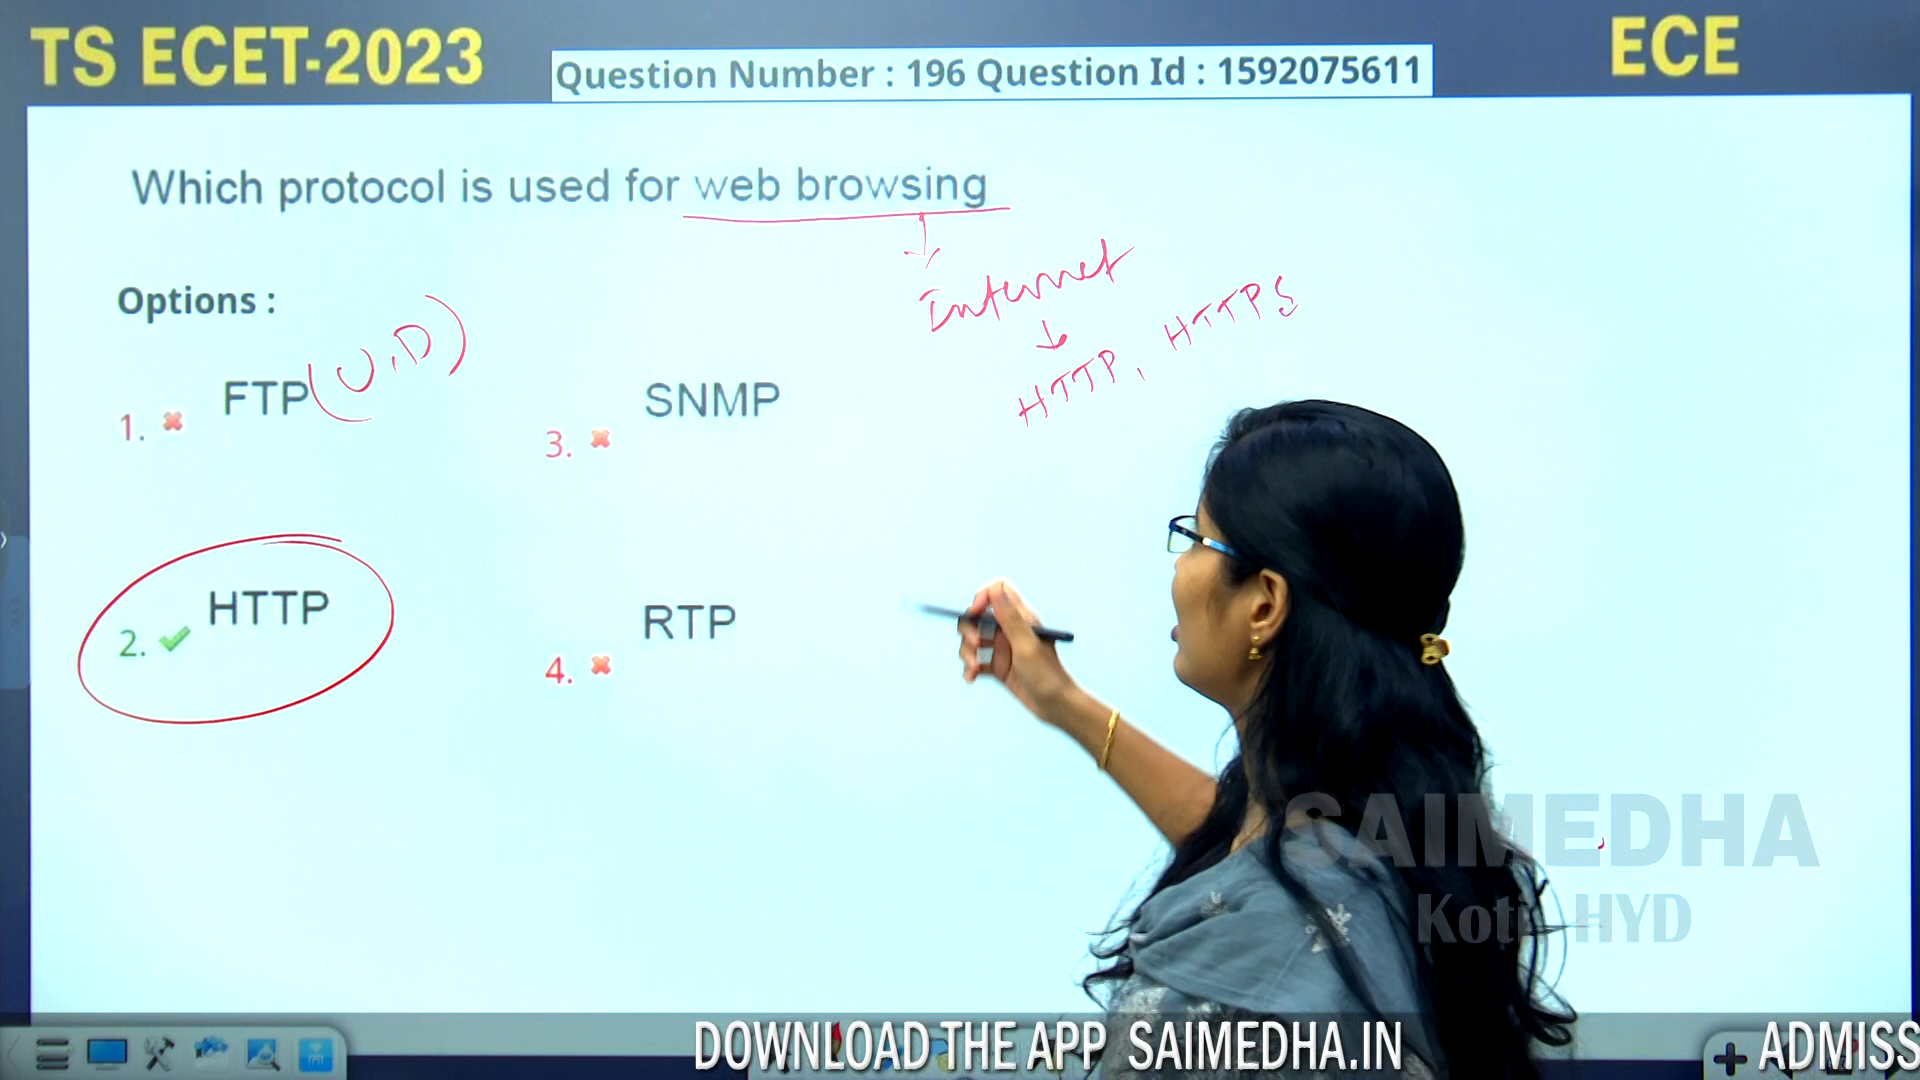 TS ECET-2023
Question Number : 196 Question Id : 1592075611
ECE
Which protocol is used for web browsing
Internet
HTTP, HTTPS
Options :
1. FTP (U,D)
2. HTTP
3. SNMP
4. RTP
SAIMEDHA
Koti-HYD
DOWNLOAD THE APP SAIMEDHA.IN
ADMISS